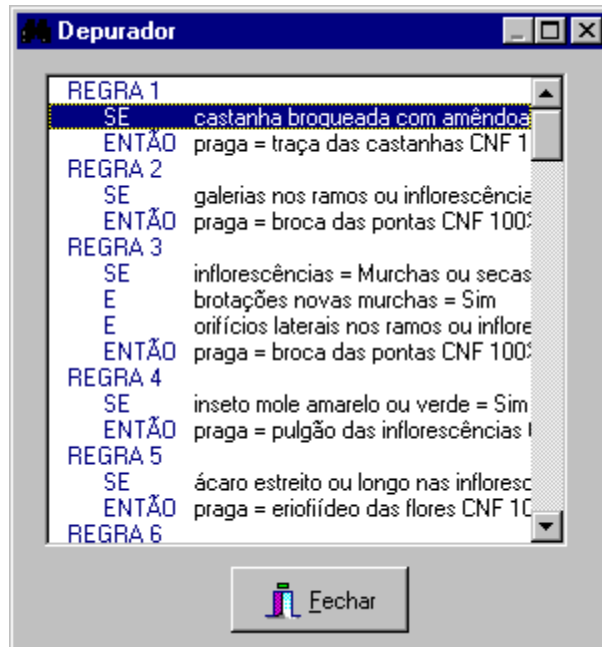 Depurador
REGRA 1
SE castanha broqueada com amêndoa
ENTÃO praga = traça das castanhas CNF 1
REGRA 2
SE galerias nos ramos ou inflorescência
ENTÃO praga = broca das pontas CNF 100%
REGRA 3
SE inflorescências = Murchas ou secas
E brotações novas murchas = Sim
E orifícios laterais nos ramos ou inflore
ENTÃO praga = broca das pontas CNF 100%
REGRA 4
SE inseto mole amarelo ou verde = Sim
ENTÃO praga = pulgão das inflorescências
REGRA 5
SE ácaro estreito ou longo nas infloresc
ENTÃO praga = eriofiídeo das flores CNF 10
REGRA 6
Fechar